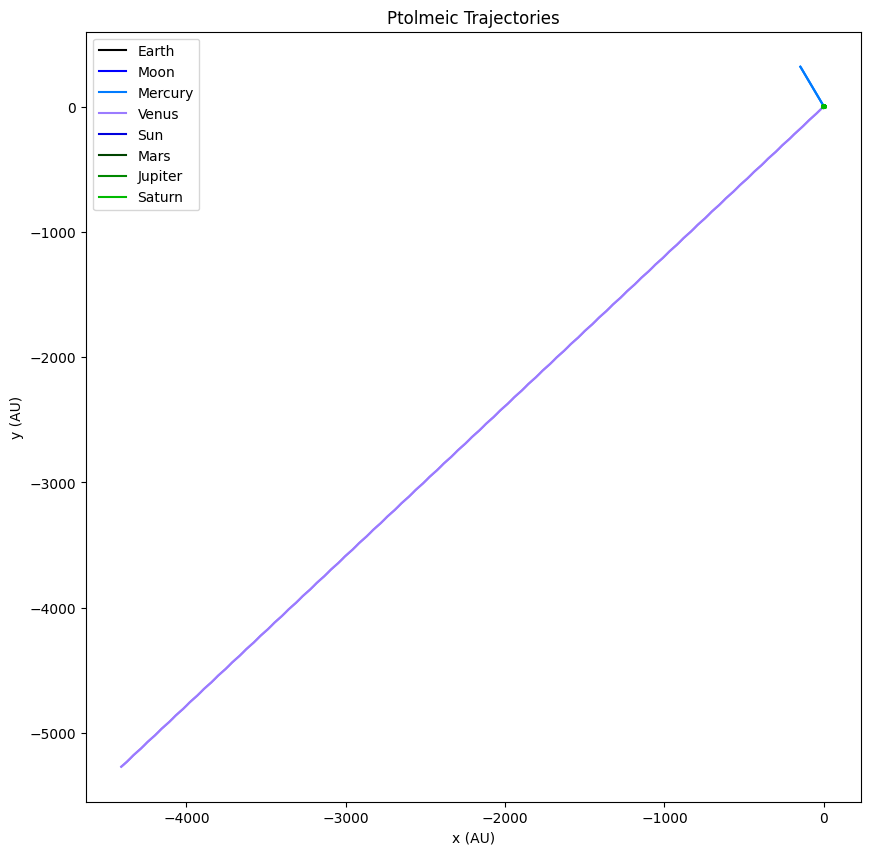 Ptolmeic Trajectories
Earth
Moon
Mercury
Venus
Sun
Mars
Jupiter
Saturn
0
−1000
−2000
−3000
−4000
−5000
y (AU)
−4000
−3000
−2000
−1000
0
x (AU)